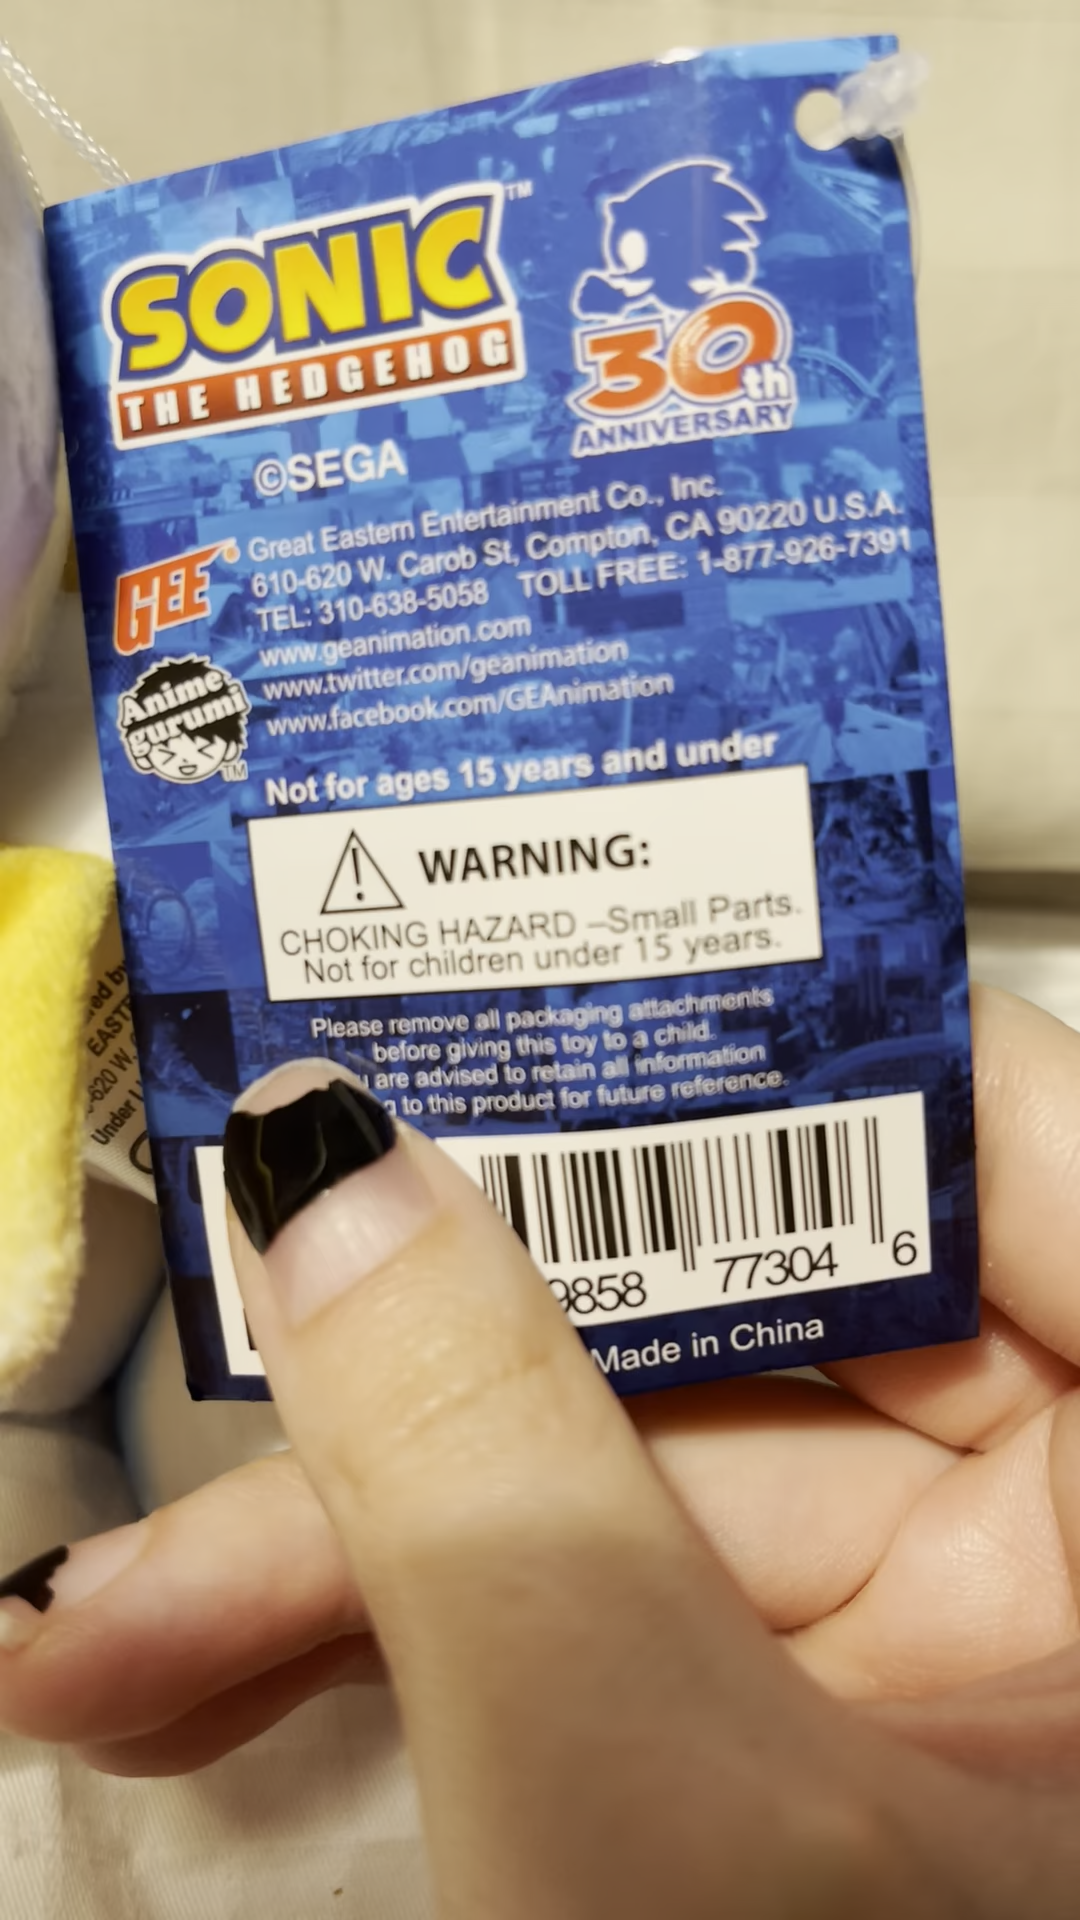 SONIC™
THE HEDGEHOG
30th
ANNIVERSARY
©SEGA
GEE
Great Eastern Entertainment Co., Inc.
610-620 W. Carob St, Compton, CA 90220 U.S.A.
TEL: 310-638-5058 TOLL FREE: 1-877-926-7391
www.geanimation.com
www.twitter.com/geanimation
www.facebook.com/GEAnimation
Anime
gurumi
TM
Not for ages 15 years and under
WARNING:
CHOKING HAZARD –Small Parts.
Not for children under 15 years.
Please remove all packaging attachments
before giving this toy to a child.
are advised to retain all information
to this product for future reference.
9858 77304 6
Made in China
ed by
EAST
-620 W.
Under